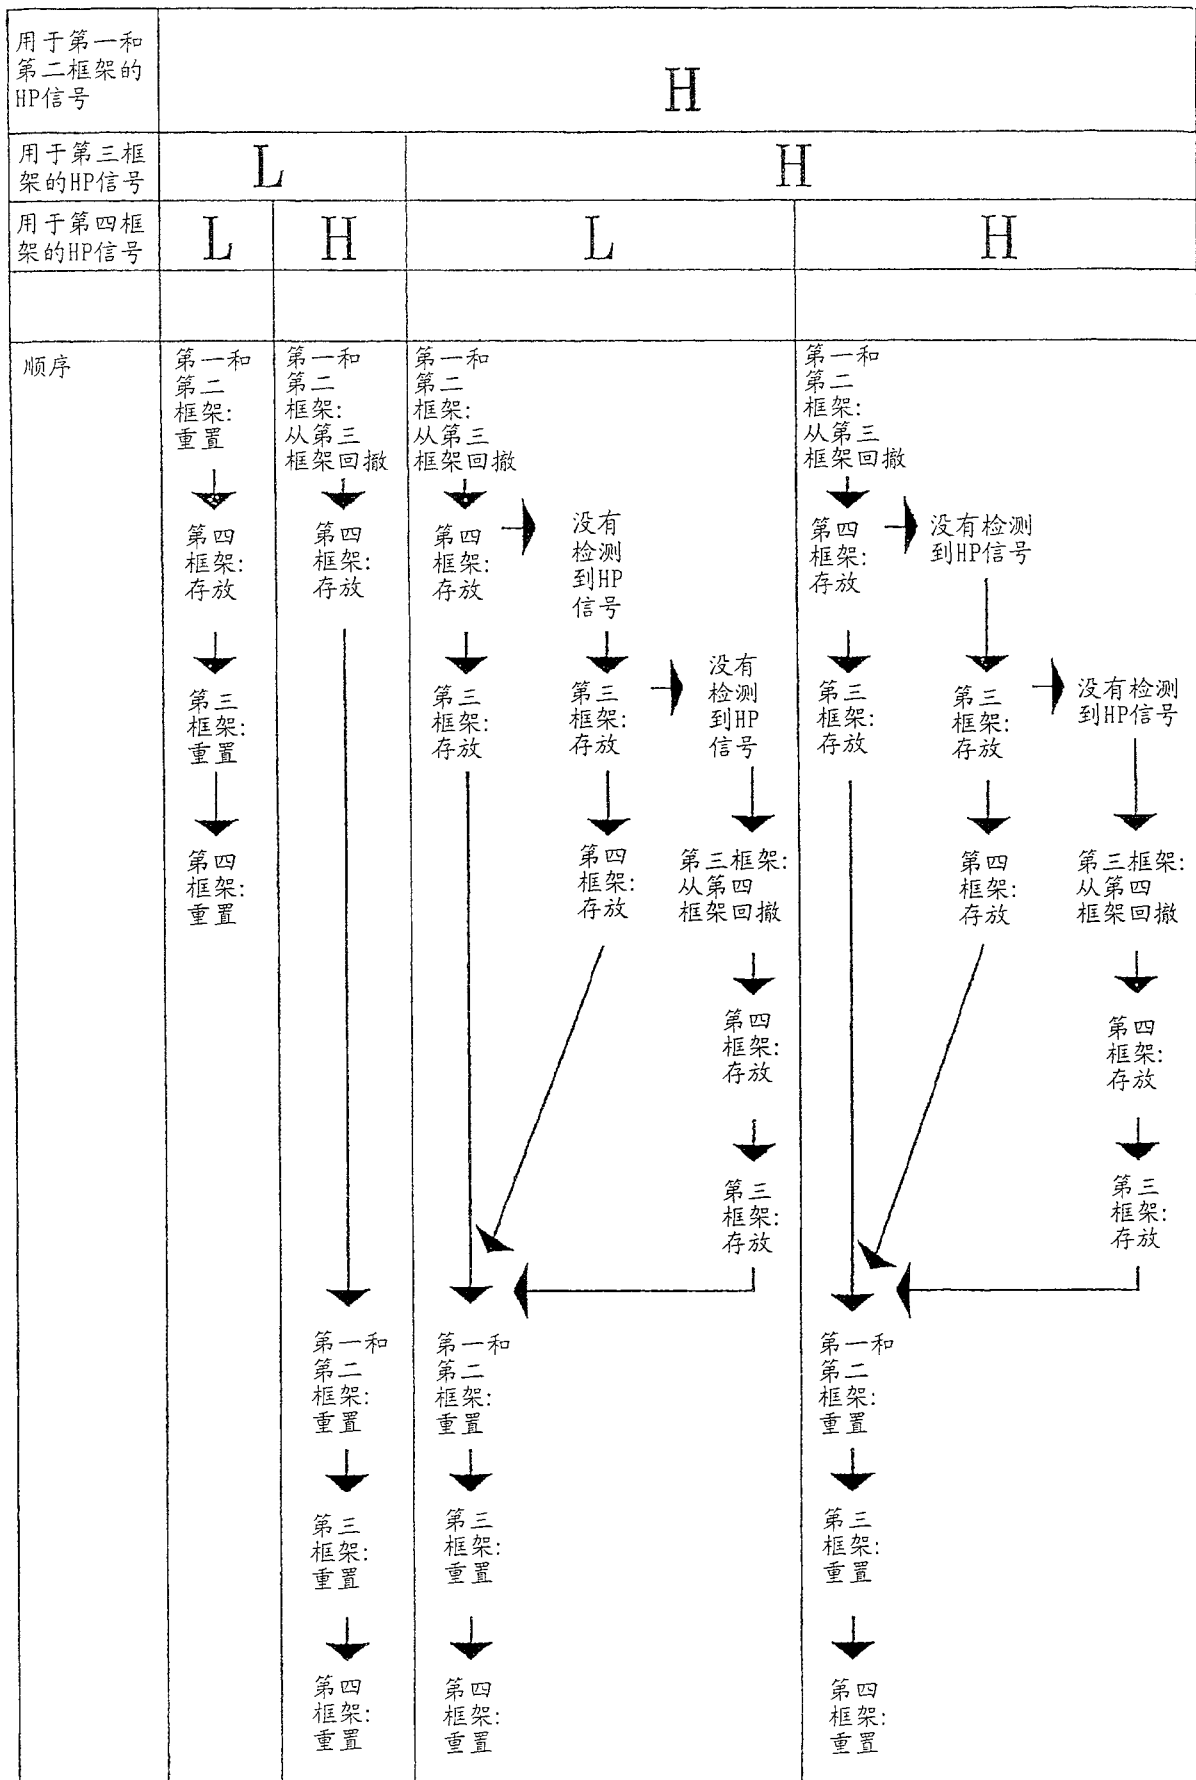 用于第一和
第二框架的
HP信号
H
用于第三框
架的HP信号
L
H
用于第四框
架的HP信号
L
H
L
H
顺序
第一和
第二
框架:
重置
第四
框架:
存放
第三
框架:
重置
第四
框架:
重置
第一和
第二
框架:
从第三
框架回撤
第四
框架:
存放
第一和
第二
框架:
重置
第三
框架:
重置
第四
框架:
重置
第一和
第二
框架:
从第三
框架回撤
第四
框架:
存放
第三
框架:
存放
没有
检测
到HP
信号
第三
框架:
存放
第四
框架:
存放
没有
检测
到HP
信号
第三框架:
从第四
框架回撤
第四
框架:
存放
第三
框架:
存放
第一和
第二
框架:
重置
第三
框架:
重置
第四
框架:
重置
第一和
第二
框架:
从第三
框架回撤
第四
框架:
存放
第三
框架:
存放
没有检测
到HP信号
第三
框架:
存放
第四
框架:
存放
没有检测
到HP信号
第三框架:
从第四
框架回撤
第四
框架:
存放
第三
框架:
存放
第一和
第二
框架:
重置
第三
框架:
重置
第四
框架:
重置